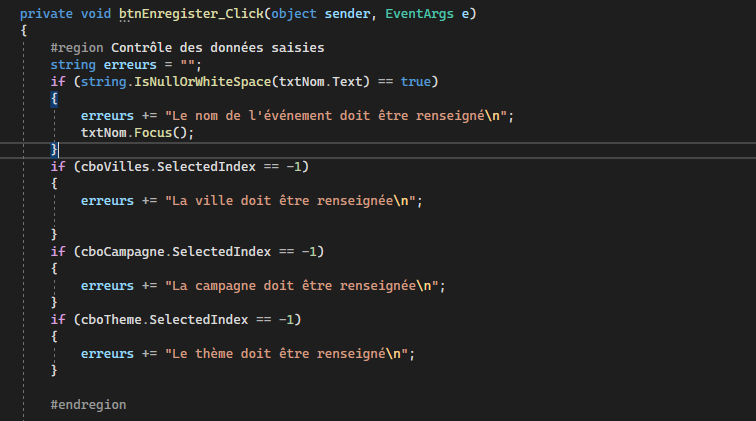 private void btnEnregister_Click(object sender, EventArgs e)
{
#region Contrôle des données saisies
string erreurs = "";
if (string.IsNullOrWhiteSpace(txtNom.Text) == true)
{
erreurs += "Le nom de l'événement doit être renseigné\n";
txtNom.Focus();
}
if (cboVilles.SelectedIndex == -1)
{
erreurs += "La ville doit être renseignée\n";
}
if (cboCampagne.SelectedIndex == -1)
{
erreurs += "La campagne doit être renseignée\n";
}
if (cboTheme.SelectedIndex == -1)
{
erreurs += "Le thème doit être renseigné\n";
}
#endregion